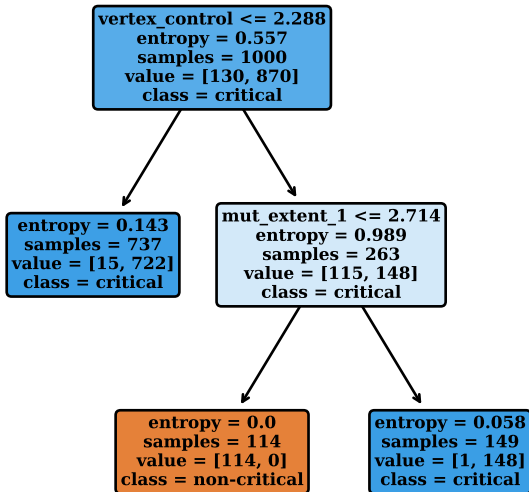 vertex_control <= 2.288
entropy = 0.557
samples = 1000
value = [130, 870]
class = critical
entropy = 0.143
samples = 737
value = [15, 722]
class = critical
mut_extent_1 <= 2.714
entropy = 0.989
samples = 263
value = [115, 148]
class = critical
entropy = 0.0
samples = 114
value = [114, 0]
class = non-critical
entropy = 0.058
samples = 149
value = [1, 148]
class = critical